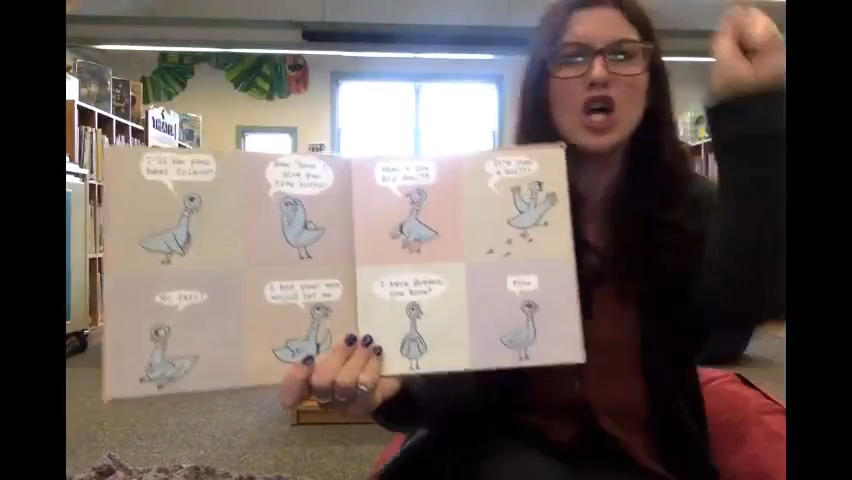 I'll be your
best friend!
How 'bout I
give you
five bucks?
What's the
big deal!?
It's just
a bus!!!
No fair!
I bet your mom
would let me.
I have dreams,
you know!
Fine.